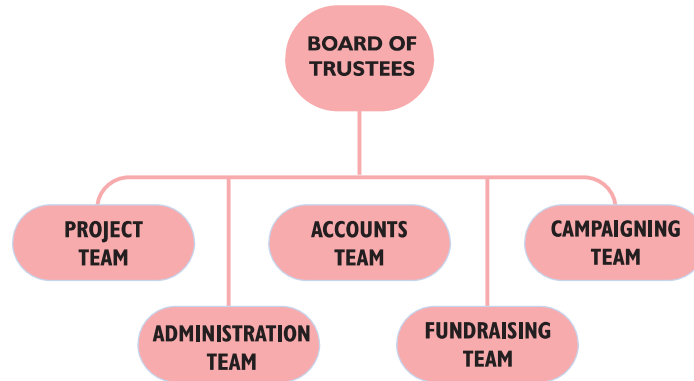 BOARD OF
TRUSTEES
PROJECT
TEAM
ACCOUNTS
TEAM
CAMPAIGNING
TEAM
ADMINISTRATION
TEAM
FUNDRAISING
TEAM